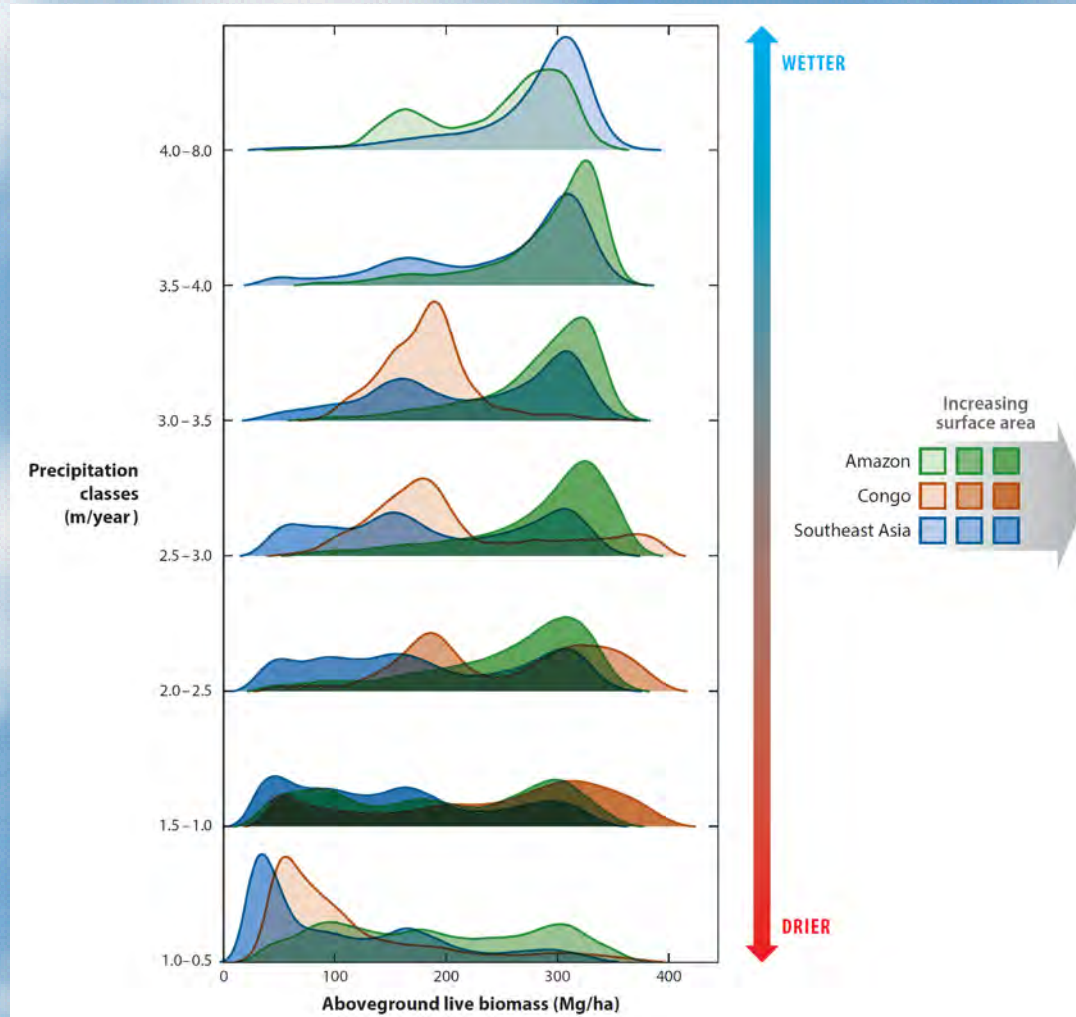 WETTER
4.0–8.0
3.5–4.0
3.0–3.5
Increasing
surface area
Amazon
Congo
Southeast Asia
Precipitation
classes
(m/year)
2.5–3.0
2.0–2.5
1.5–1.0
DRIER
1.0–0.5
0
100
200
300
400
Aboveground live biomass (Mg/ha)